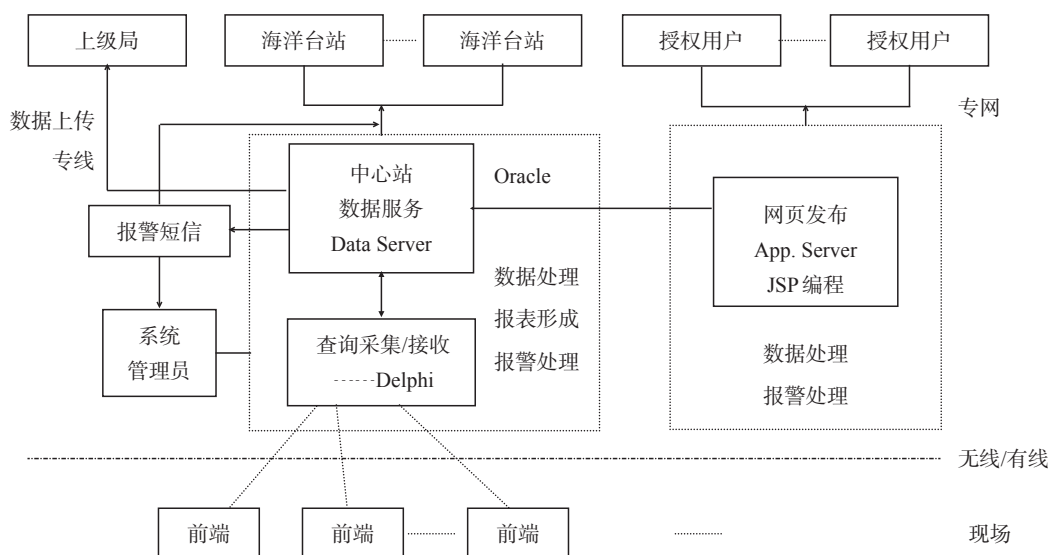 上级局
海洋台站
海洋台站
授权用户
授权用户
数据上传
专线
专网
中心站
数据服务
Data Server
Oracle
网页发布
App. Server
JSP 编程
报警短信
数据处理
报表形成
报警处理
系统
管理员
查询采集/接收
------Delphi
数据处理
报警处理
无线/有线
前端
前端
前端
现场